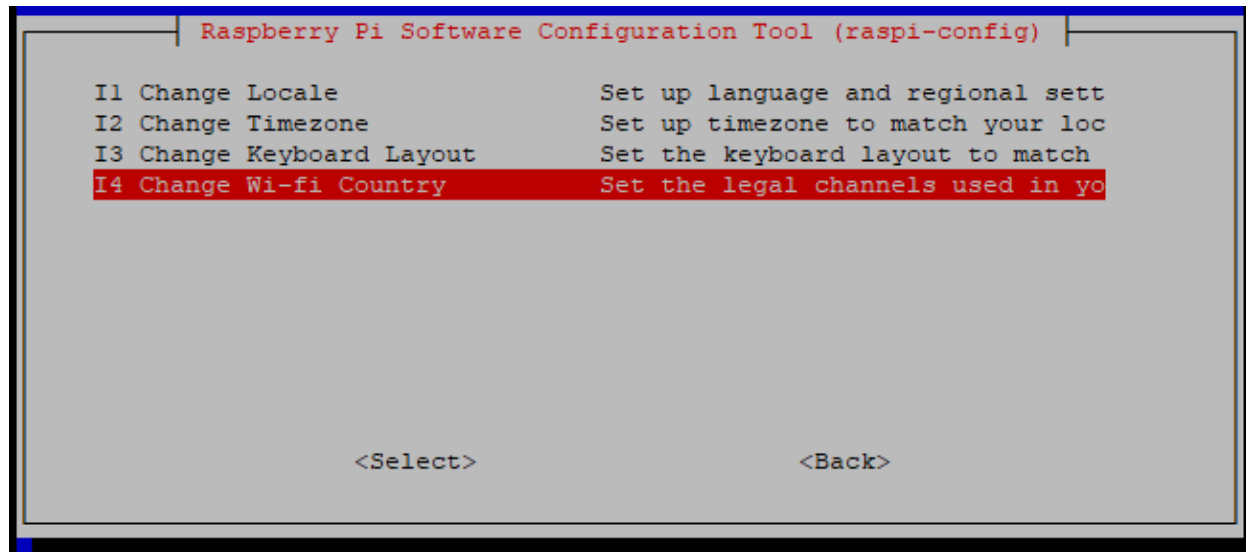 Raspberry Pi Software Configuration Tool (raspi-config)
I1 Change Locale Set up language and regional sett
I2 Change Timezone Set up timezone to match your loc
I3 Change Keyboard Layout Set the keyboard layout to match
I4 Change Wi-fi Country Set the legal channels used in yo
<Select> <Back>